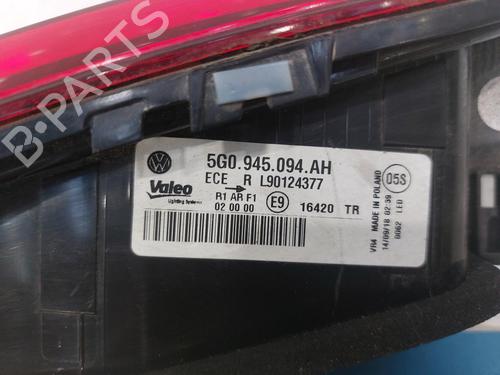 5G0.945.094.AH
ECE R L90124377
Valeo
Lighting Systems
R1 AR F1
02 00 00
E9
16420 TR
05S
VR4 MADE IN POLAND
14/09/18 02:39
0062 LED
B-PARTS